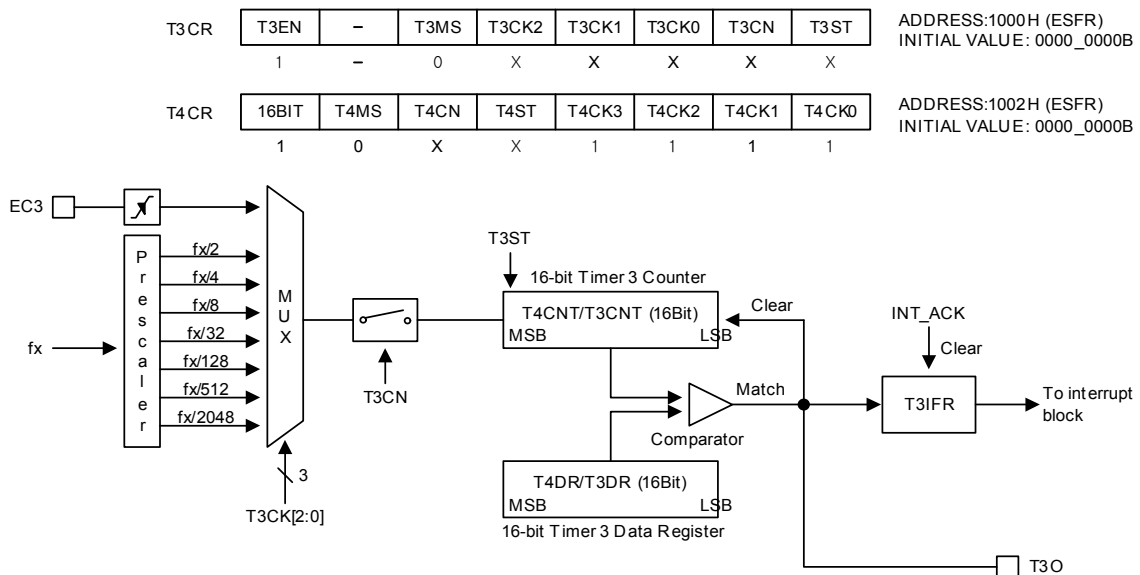 T3CR T3EN – T3MS T3CK2 T3CK1 T3CK0 T3CN T3ST ADDRESS:1000H (ESFR)
INITIAL VALUE: 0000_0000B
1 – 0 X X X X X
T4CR 16BIT T4MS T4CN T4ST T4CK3 T4CK2 T4CK1 T4CK0 ADDRESS:1002H (ESFR)
INITIAL VALUE: 0000_0000B
1 0 X X 1 1 1 1
EC3
fx
Prescaler
fx/2
fx/4
fx/8
fx/32
fx/128
fx/512
fx/2048
MUX
3
T3CK[2:0]
T3CN
T3ST
16-bit Timer 3 Counter
T4CNT/T3CNT (16Bit)
MSB LSB
Clear
Comparator
Match
T4DR/T3DR (16Bit)
MSB LSB
16-bit Timer 3 Data Register
INT_ACK
Clear
T3IFR
To interrupt
block
T3O